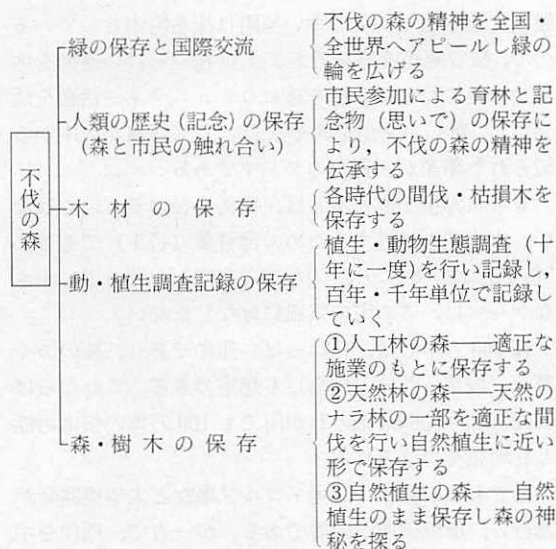 不伐の森
緑の保存と国際交流
不伐の森の精神を全国・
全世界へアピールし緑の
輪を広げる
人類の歴史(記念)の保存
(森と市民の触れ合い)
市民参加による育林と記
念物(思いで)の保存に
より,不伐の森の精神を
伝承する
木材の保存
各時代の間伐・枯損木を
保存する
動・植生調査記録の保存
植生・動物生態調査(十
年に一度)を行い記録し,
百年・千年単位で記録し
ていく
森・樹木の保存
①人工林の森——適正な
施業のもとに保存する
②天然林の森——天然の
ナラ林の一部を適正な間
伐を行い自然植生に近い
形で保存する
③自然植生の森——自然
植生のまま保存し森の神
秘を探る